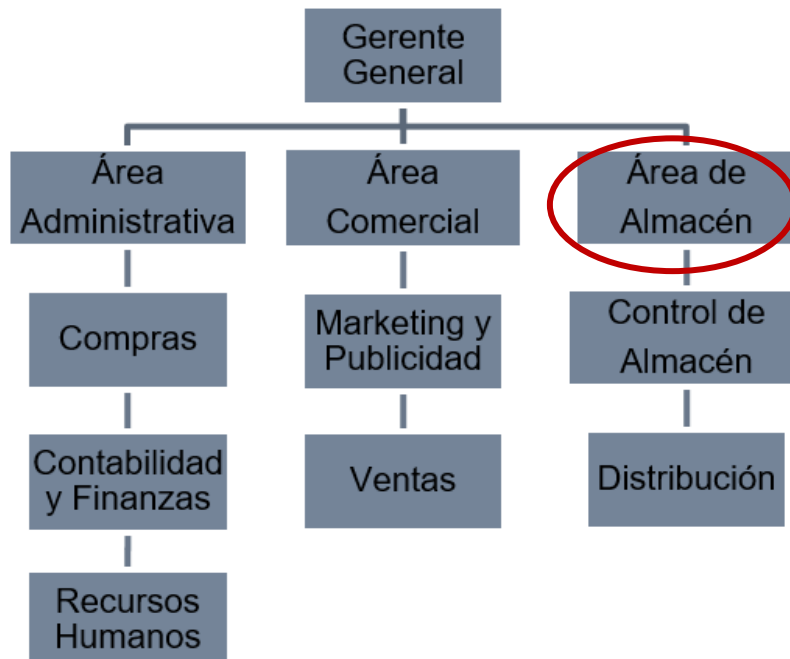 Gerente
General
Área
Administrativa
Área
Comercial
Área de
Almacén
Compras
Marketing y
Publicidad
Control de
Almacén
Contabilidad
y Finanzas
Ventas
Distribución
Recursos
Humanos